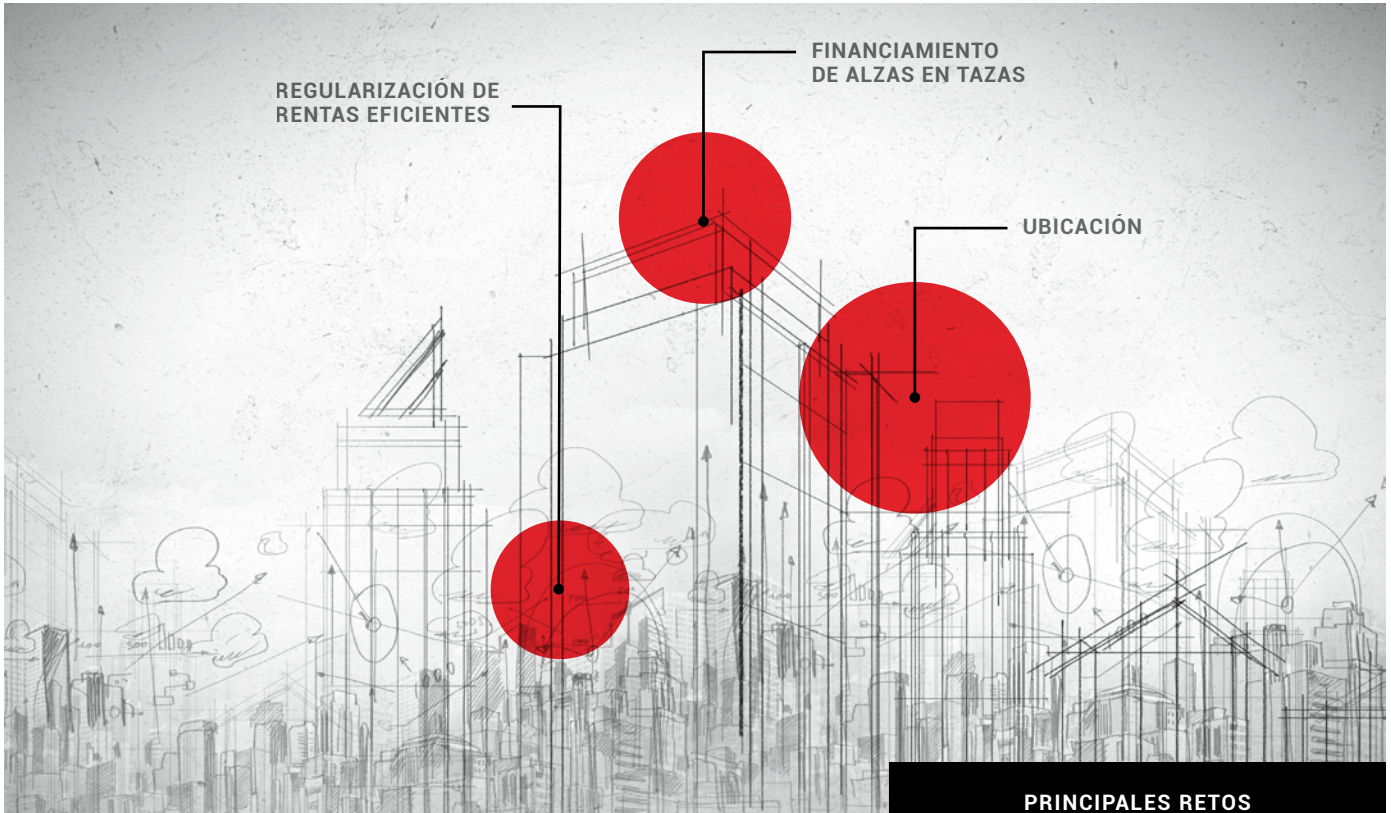 FINANCIAMIENTO
DE ALZAS EN TAZAS
REGULARIZACIÓN DE
RENTAS EFICIENTES
UBICACIÓN
PRINCIPALES RETOS